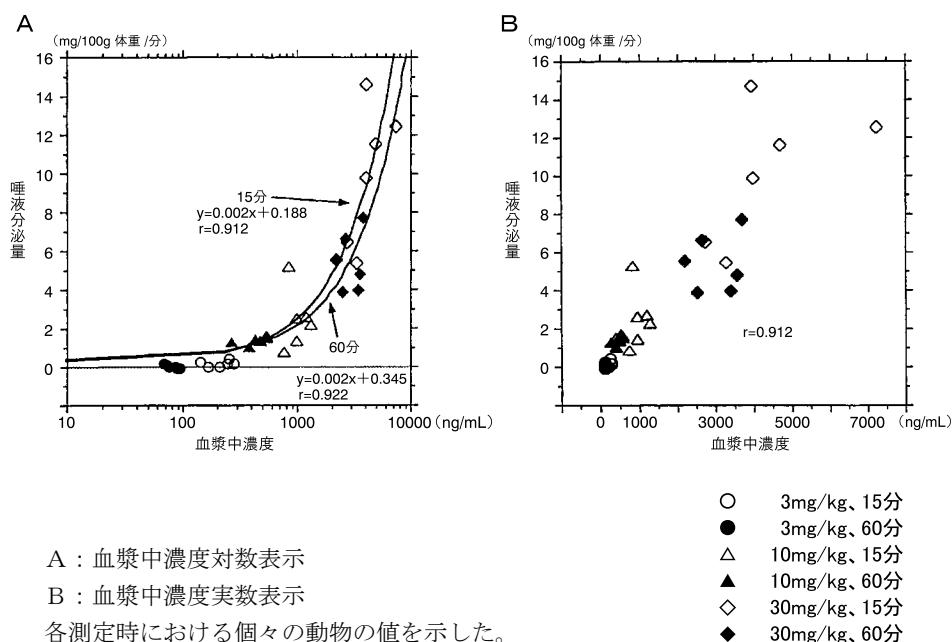 A
(mg/100g 体重/分)
16
14
12
10
8
6
4
2
0
唾液分泌量
15分
y=0.002x+0.188
r=0.912
60分
y=0.002x+0.345
r=0.922
10
100
1000
10000
(ng/mL)
血漿中濃度
B
(mg/100g 体重/分)
16
14
12
10
8
6
4
2
0
唾液分泌量
r=0.912
0
1000
3000
5000
7000
(ng/mL)
血漿中濃度
3mg/kg、15分
3mg/kg、60分
10mg/kg、15分
10mg/kg、60分
30mg/kg、15分
30mg/kg、60分
A:血漿中濃度対数表示
B:血漿中濃度実数表示
各測定時における個々の動物の値を示した。